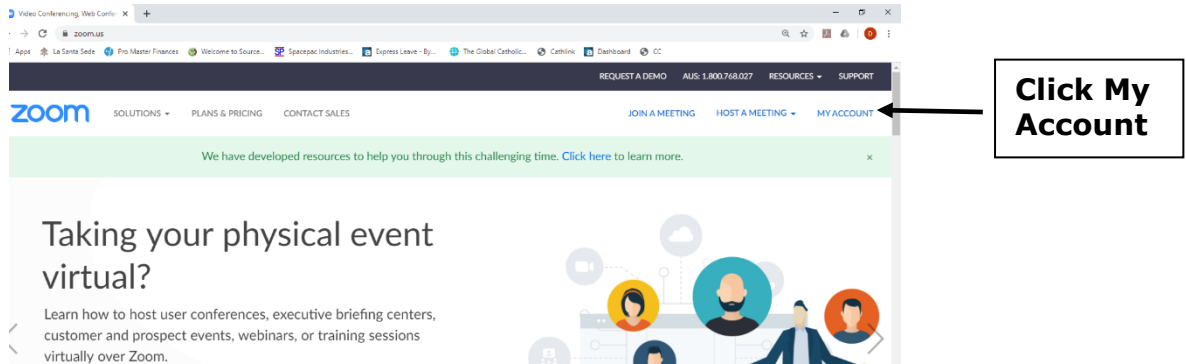 Video Conferencing, Web Confe
zoom.us
Apps La Santa Sede Pro Master Finances Welcome to Source... SP Spacepac Industries... Express Leave - By... The Global Catholic... Cathlink Dashboard CC
REQUEST A DEMO AUS: 1.800.768.027 RESOURCES SUPPORT
zoom SOLUTIONS PLANS & PRICING CONTACT SALES JOIN A MEETING HOST A MEETING MY ACCOUNT
Click My
Account
We have developed resources to help you through this challenging time. Click here to learn more.
Taking your physical event
virtual?
Learn how to host user conferences, executive briefing centers,
customer and prospect events, webinars, or training sessions
virtually over Zoom.